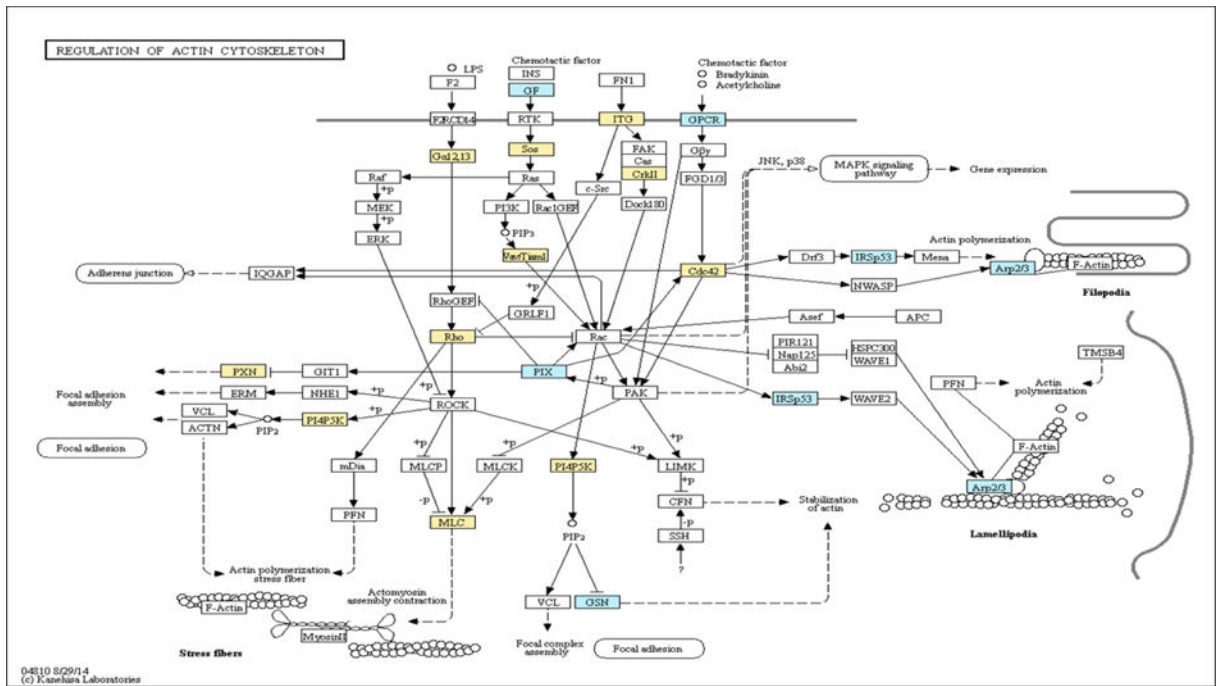 REGULATION OF ACTIN CYTOSKELETON
LPS
F2
Chemotactic factor
INS
GF
FN1
Chemotactic factor
Bradykinin
Acetylcholine
F2R
CD14
RTK
ITG
GPCR
Gα12,13
Sos
FAK
Cas
CrkII
Gβγ
JNK, p38
MAPK signaling
pathway
Gene expression
Raf
Ras
c-Src
FGD1/3
+p
MEK
PI3K
Rac1GEF
Dock180
+p
ERK
PIP3
Vav/Tiam1
Adherens junction
IQGAP
Cdc42
Drf3
IRSp53
Mena
Actin polymerization
Arp2/3
F-Actin
NWASP
Filopodia
+p
RhoGEF
GRLF1
Rho
Rac
Asef
APC
PIR121
Nap125
Abi2
HSPC300
WAVE1
TMSB4
PXN
GIT1
PIX
+p
PAK
IRSp53
WAVE2
PFN
Actin
polymerization
Focal adhesion
assembly
ERM
NHE1
+p
ROCK
VCL
ACTN
PIP2
PI4P5K
+p
Focal adhesion
F-Actin
mDia
+p
MLCP
+p
MLCK
PI4P5K
+p
+p
LIMK
+p
CFN
Stabilization
of actin
Arp2/3
Lamellipodia
PFN
-p
+p
MLC
PIP2
-p
SSH
?
Actin polymerization
stress fiber
Actomyosin
assembly contraction
F-Actin
MyosinII
Stress fibers
VCL
GSN
Focal complex
assembly
Focal adhesion
04810 8/29/14
(c) Kanehisa Laboratories